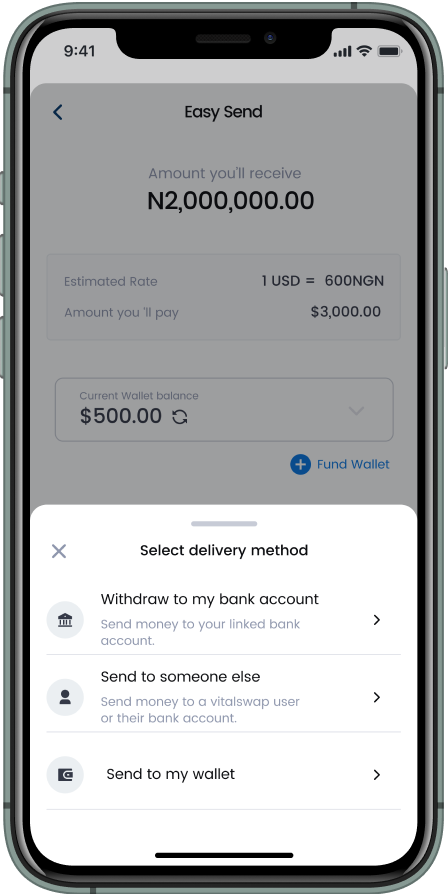 9:41
Easy Send
Amount you'll receive
N2,000,000.00
Estimated Rate 1 USD = 600NGN
Amount you 'll pay $3,000.00
Current Wallet balance
$500.00
Fund Wallet
Select delivery method
Withdraw to my bank account
Send money to your linked bank
account.
Send to someone else
Send money to a vitalswap user
or their bank account.
Send to my wallet